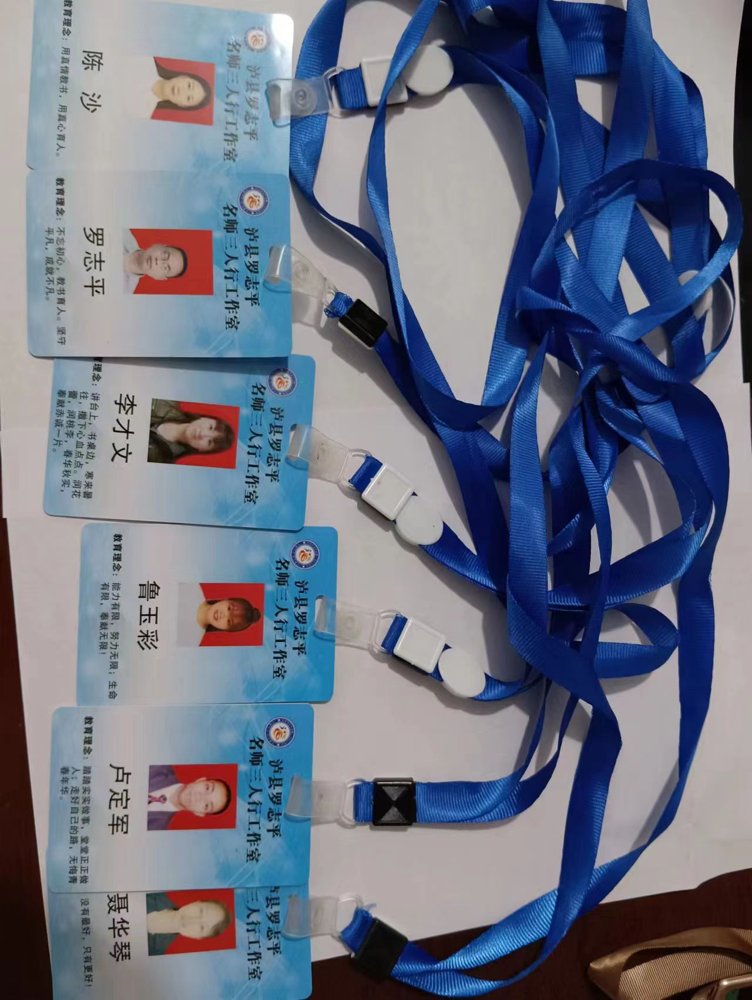 泸县罗志平
名师三人行工作室
陈 沙
教育理念：用真情教书，用真心育人。
泸县罗志平
名师三人行工作室
罗志平
教育理念：不忘初心，教书育人。坚守
平凡，成就不凡。
泸县罗志平
名师三人行工作室
李才文
理念：讲台上，书桌边，寒来暑
往，撒下心血点点。润花
蕾，润桃李，春华秋实，
奉献赤诚一片。
泸县罗志平
名师三人行工作室
鲁玉彩
教育理念：能力有限，努力无限；生命
有限，奉献无限！
泸县罗志平
名师三人行工作室
卢定军
教育理念：踏踏实实做事，堂堂正正做
人；走好自己的路，无悔青
春年华。
泸县罗志平
三人行工作室
聂华琴
没有最好，只有更好！